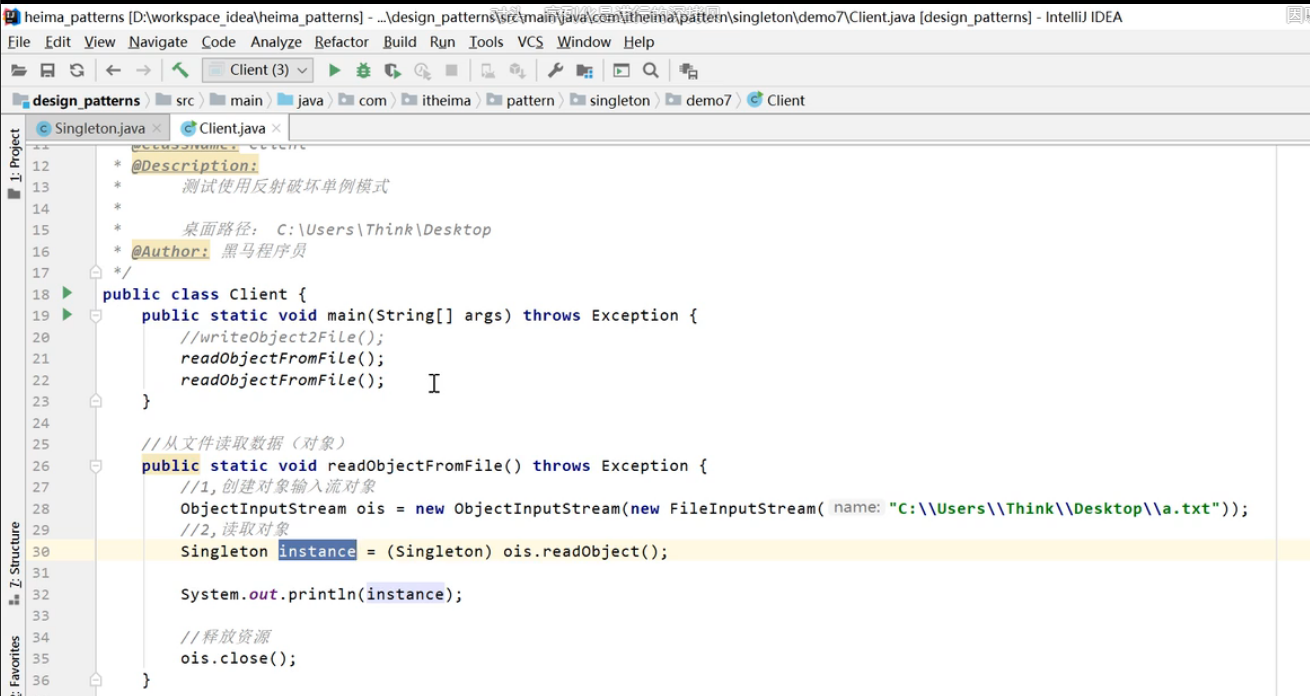 heima_patterns [D:\workspace_idea\heima_patterns] - ...\design_patterns\src\main\java\com\itheima\pattern\singleton\demo7\Client.java [design_patterns] - IntelliJ IDEA
File Edit View Navigate Code Analyze Refactor Build Run Tools VCS Window Help
Client (3)
design_patterns src main java com itheima pattern singleton demo7 Client
Singleton.java Client.java
1: Project
7: Structure
Favorites
11 @ClassName: Client
12 * @Description:
13 * 测试使用反射破坏单例模式
14 *
15 * 桌面路径： C:\Users\Think\Desktop
16 * @Author: 黑马程序员
17 */
18 public class Client {
19 public static void main(String[] args) throws Exception {
20 //writeObject2File();
21 readObjectFromFile();
22 readObjectFromFile();
23 }
24
25 //从文件读取数据（对象）
26 public static void readObjectFromFile() throws Exception {
27 //1,创建对象输入流对象
28 ObjectInputStream ois = new ObjectInputStream(new FileInputStream( name: "C:\\Users\\Think\\Desktop\\a.txt"));
29 //2,读取对象
30 Singleton instance = (Singleton) ois.readObject();
31
32 System.out.println(instance);
33
34 //释放资源
35 ois.close();
36 }